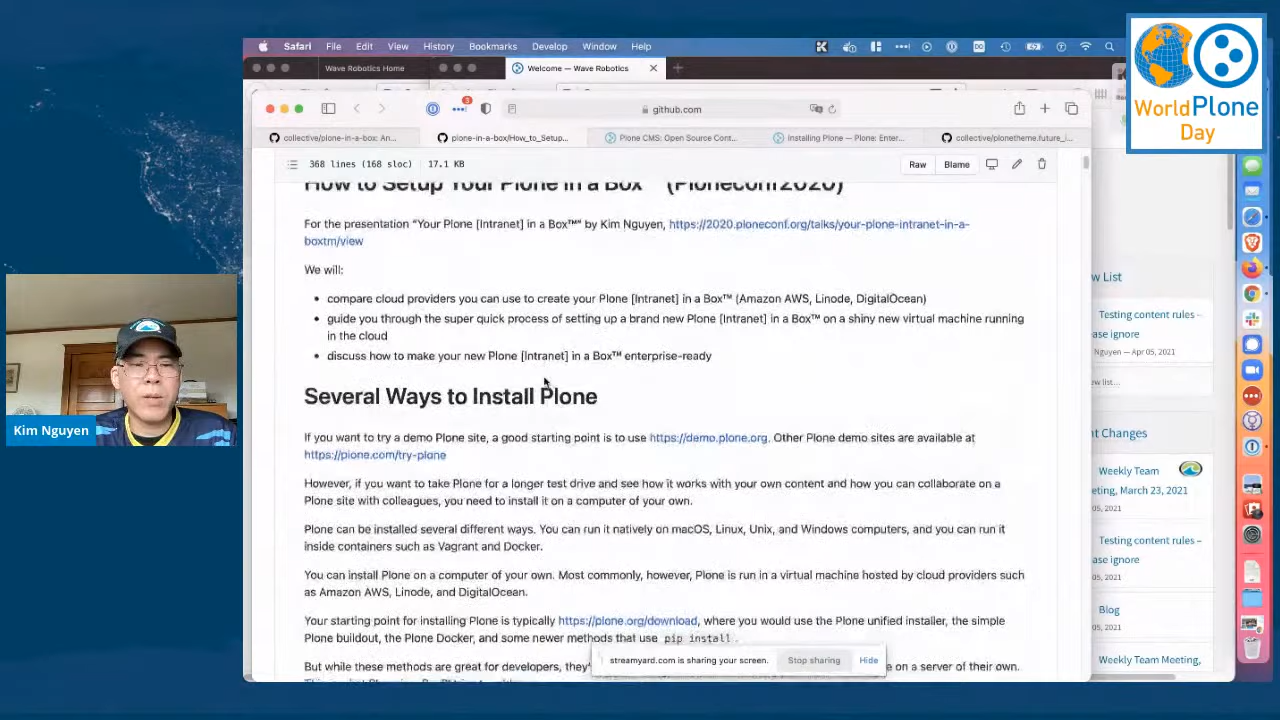 Safari File Edit View History Bookmarks Develop Window Help
Wave Robotics Home
Welcome — Wave Robotics
WorldPlone
Day
github.com
3
collective/plone-in-a-box: An...
plone-in-a-box/How_to_Setup...
Plone CMS: Open Source Cont...
Installing Plone — Plone: Enter...
collective/plonetheme.future_i...
368 lines (168 sloc) 17.1 KB
Raw Blame
How to Setup Your Plone in a Box™ (Ploneconf2020)
For the presentation “Your Plone [Intranet] in a Box™” by Kim Nguyen, https://2020.ploneconf.org/talks/your-plone-intranet-in-a-
boxtm/view
We will:
compare cloud providers you can use to create your Plone [Intranet] in a Box™ (Amazon AWS, Linode, DigitalOcean)
guide you through the super quick process of setting up a brand new Plone [Intranet] in a Box™ on a shiny new virtual machine running
in the cloud
discuss how to make your new Plone [Intranet] in a Box™ enterprise-ready
Several Ways to Install Plone
If you want to try a demo Plone site, a good starting point is to use https://demo.plone.org. Other Plone demo sites are available at
https://plone.com/try-plone
However, if you want to take Plone for a longer test drive and see how it works with your own content and how you can collaborate on a
Plone site with colleagues, you need to install it on a computer of your own.
Plone can be installed several different ways. You can run it natively on macOS, Linux, Unix, and Windows computers, and you can run it
inside containers such as Vagrant and Docker.
You can install Plone on a computer of your own. Most commonly, however, Plone is run in a virtual machine hosted by cloud providers such
as Amazon AWS, Linode, and DigitalOcean.
Your starting point for installing Plone is typically https://plone.org/download, where you would use the Plone unified installer, the simple
Plone buildout, the Plone Docker, and some newer methods that use pip install.
But while these methods are great for developers, they'
e on a server of their own.
streamyard.com is sharing your screen. Stop sharing Hide
Kim Nguyen
w List
Testing content rules –
ase ignore
Nguyen — Apr 05, 2021
ew list...
nt Changes
Weekly Team
eting, March 23, 2021
05, 2021
Testing content rules –
ase ignore
05, 2021
Blog
05, 2021
Weekly Team Meeting,